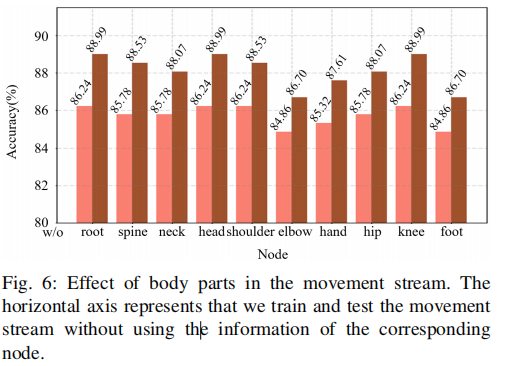 90
88
86
84
82
80
Accuracy(%)
86.24 88.99 85.78 88.53 85.78 88.07 86.24 88.99 86.24 88.53 84.86 86.70 85.32 87.61 85.78 88.07 86.24 88.99 84.86 86.70
w/o root spine neck head shoulder elbow hand hip knee foot
Node
Fig. 6: Effect of body parts in the movement stream. The
horizontal axis represents that we train and test the movement
stream without using the information of the corresponding
node.